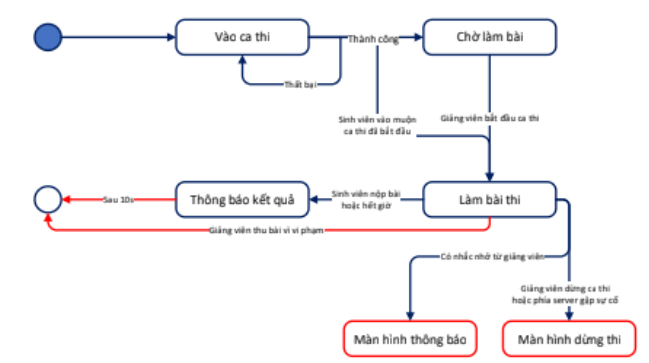 Vào ca thi
Thành công
Chờ làm bài
Thất bại
Sinh viên vào muộn
ca thi đã bắt đầu
Giảng viên bắt đầu ca thi
Sau 10s
Thông báo kết quả
Sinh viên nộp bài
hoặc hết giờ
Làm bài thi
Giảng viên thu bài vì vi phạm
Có nhắc nhở từ giảng viên
Giảng viên dừng ca thi
hoặc phía server gặp sự cố
Màn hình thông báo
Màn hình dừng thi